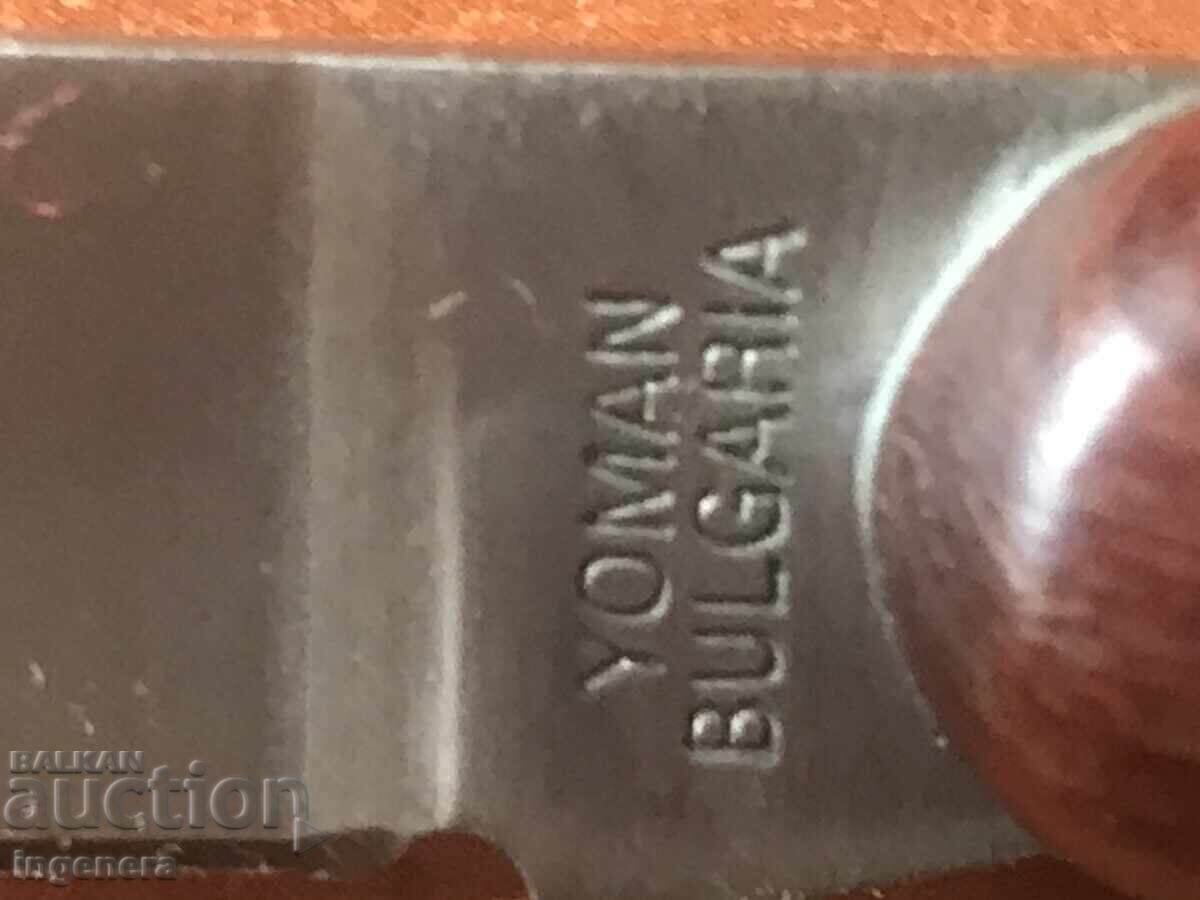 YOMAN
BULGARIA
BALKAN
auction
ingenera